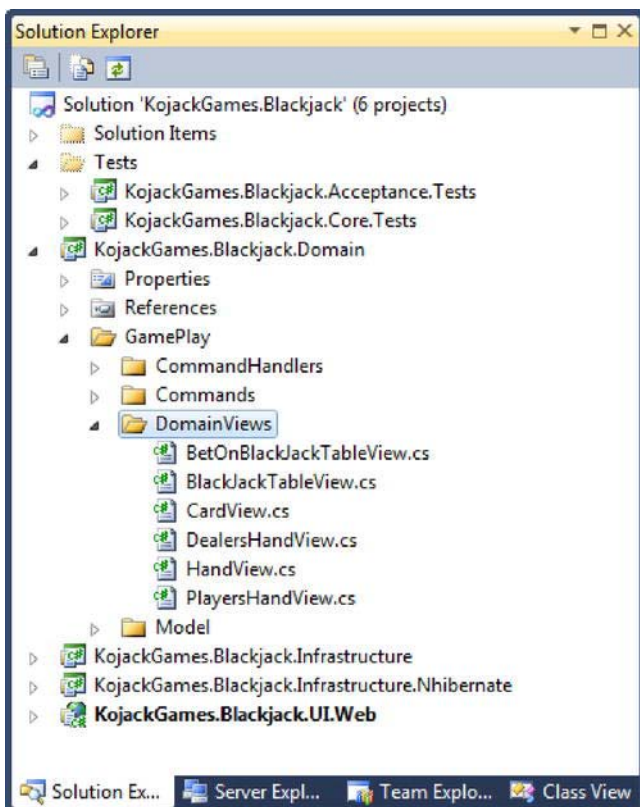 Solution Explorer
Solution 'KojackGames.Blackjack' (6 projects)
Solution Items
Tests
KojackGames.Blackjack.Acceptance.Tests
KojackGames.Blackjack.Core.Tests
KojackGames.Blackjack.Domain
Properties
References
GamePlay
CommandHandlers
Commands
DomainViews
BetOnBlackJackTableView.cs
BlackJackTableView.cs
CardView.cs
DealersHandView.cs
HandView.cs
PlayersHandView.cs
Model
KojackGames.Blackjack.Infrastructure
KojackGames.Blackjack.Infrastructure.Nhibernate
KojackGames.Blackjack.UI.Web
Solution Ex... Server Expl... Team Explo... Class View